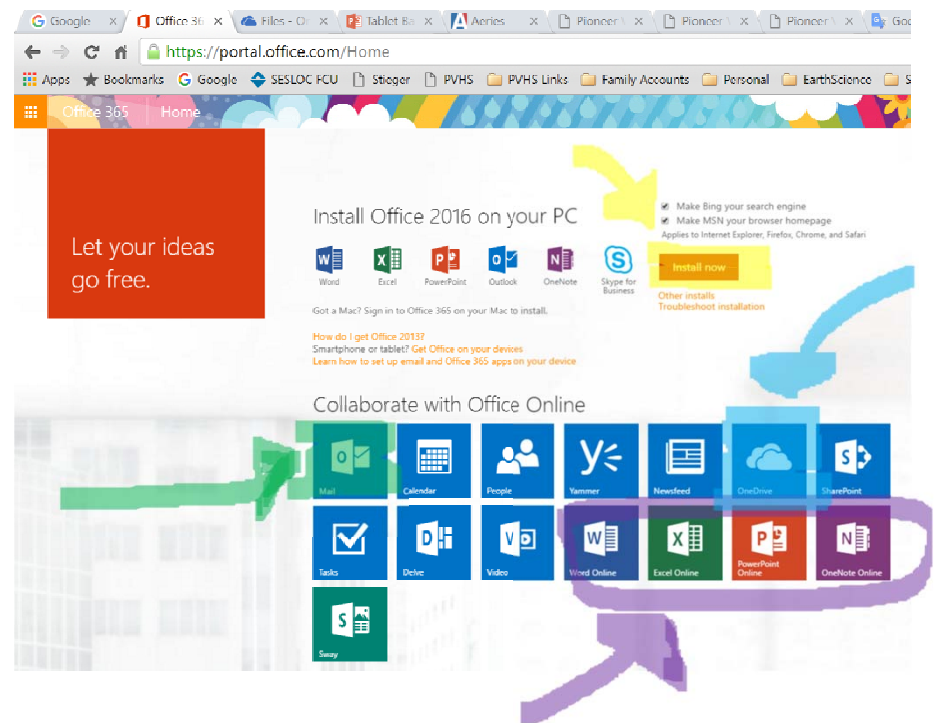 Google
Office 36
Files - On
Tablet Ba
Aeries
Pioneer V
Pioneer V
Pioneer V
Goo
https://portal.office.com/Home
Apps Bookmarks Google SESLOC FCU Stieger PVHS PVHS Links Family Accounts Personal EarthScience S
Office 365 Home
Let your ideas
go free.
Install Office 2016 on your PC
Make Bing your search engine
Make MSN your browser homepage
Applies to Internet Explorer, Firefox, Chrome, and Safari
Word Excel PowerPoint Outlook OneNote Skype for
Business
Install now
Other installs
Troubleshoot installation
Got a Mac? Sign in to Office 365 on your Mac to install.
How do I get Office 2013?
Smartphone or tablet? Get Office on your devices
Learn how to set up email and Office 365 apps on your device
Collaborate with Office Online
Mail Calendar People Yammer Newsfeed OneDrive SharePoint
Tasks Delve Video Word Online Excel Online PowerPoint
Online OneNote Online
Sway